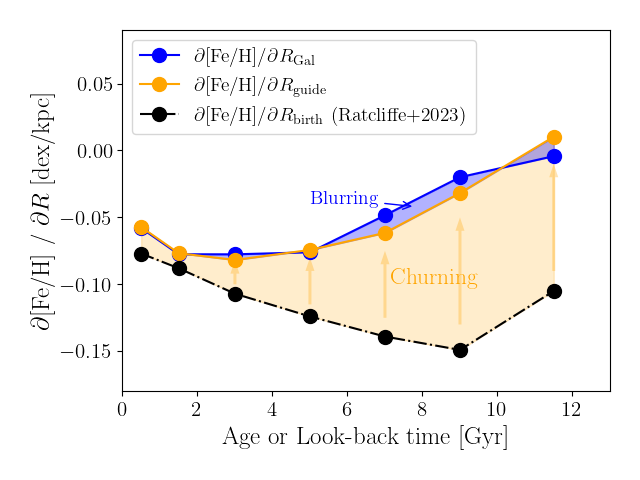 ∂[Fe/H]/∂R_Gal
∂[Fe/H]/∂R_guide
∂[Fe/H]/∂R_birth (Ratcliffe+2023)
Blurring
Churning
0.05
0.00
−0.05
−0.10
−0.15
∂[Fe/H] / ∂R [dex/kpc]
0 2 4 6 8 10 12
Age or Look-back time [Gyr]